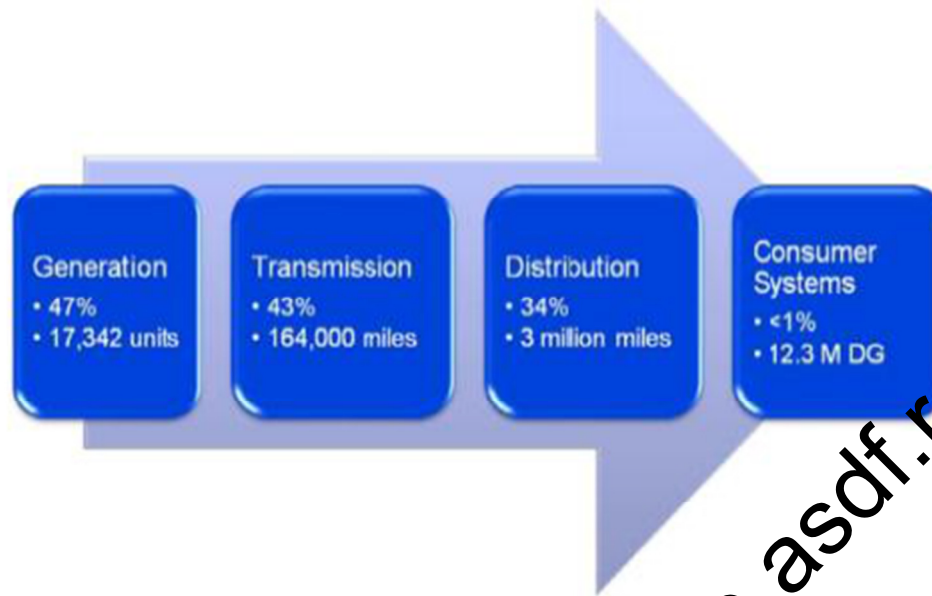 Generation
• 47%
• 17,342 units
Transmission
• 43%
• 164,000 miles
Distribution
• 34%
• 3 million miles
Consumer
Systems
• <1%
• 12.3 M DG
asdf.r